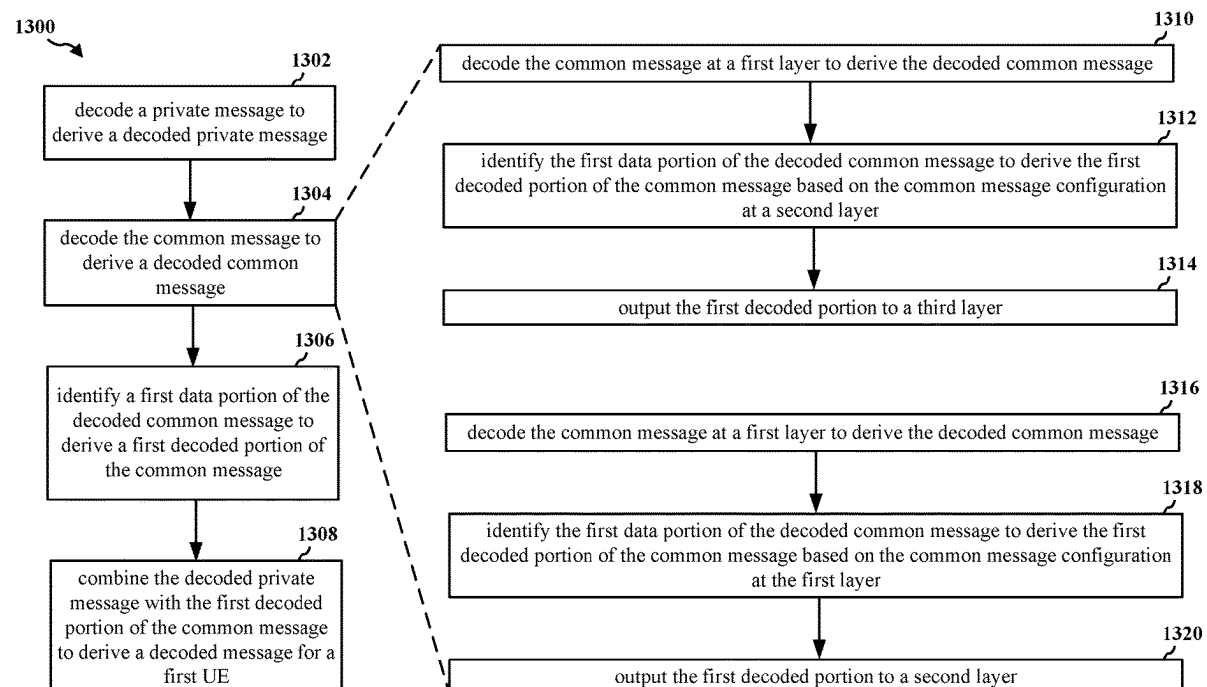 1300
1302
decode a private message to
derive a decoded private message
1304
decode the common message to
derive a decoded common
message
1306
identify a first data portion of the
decoded common message to
derive a first decoded portion of
the common message
1308
combine the decoded private
message with the first decoded
portion of the common message
to derive a decoded message for a
first UE
1310
decode the common message at a first layer to derive the decoded common message
1312
identify the first data portion of the decoded common message to derive the first
decoded portion of the common message based on the common message configuration
at a second layer
1314
output the first decoded portion to a third layer
1316
decode the common message at a first layer to derive the decoded common message
1318
identify the first data portion of the decoded common message to derive the first
decoded portion of the common message based on the common message configuration
at the first layer
1320
output the first decoded portion to a second layer